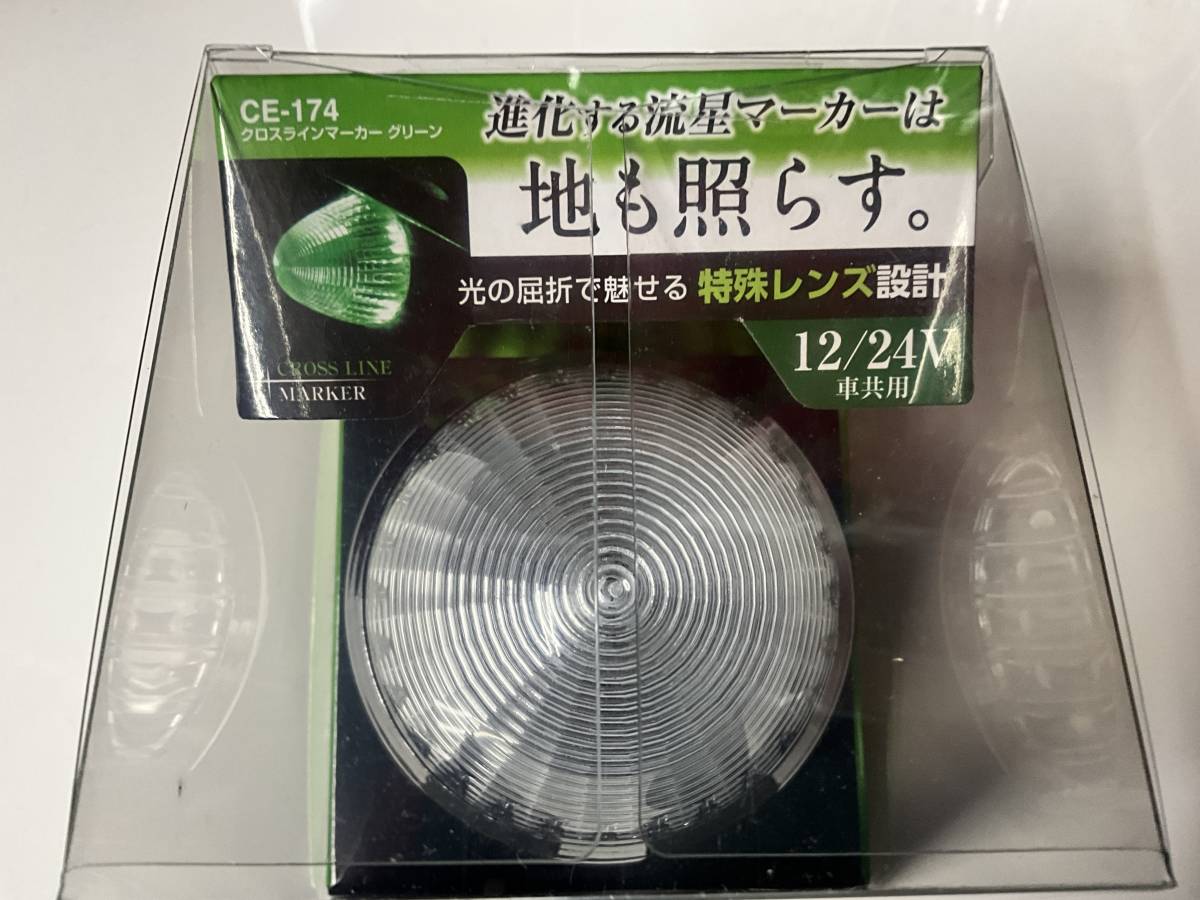 CE-174
クロスラインマーカー グリーン
進化する流星マーカーは
地も照らす。
光の屈折で魅せる 特殊レンズ設計
CROSS LINE
MARKER
12/24V
車共用